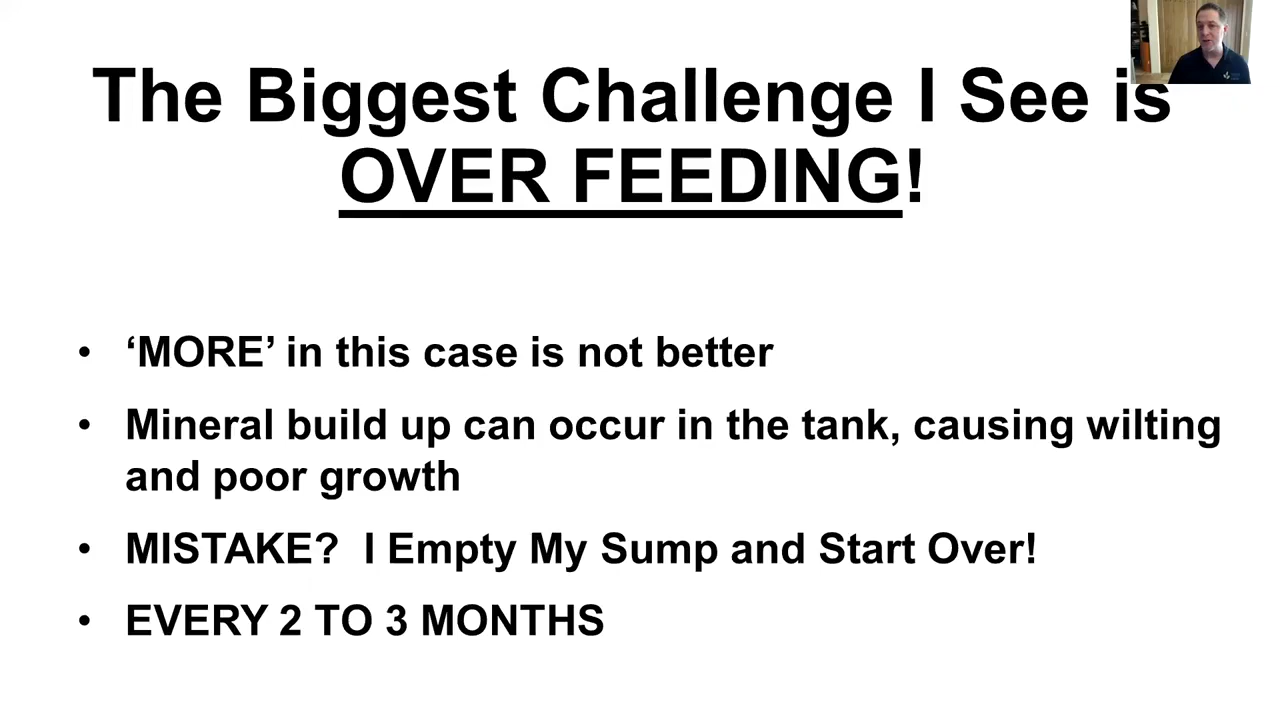 The Biggest Challenge I See is
OVER FEEDING!
• ‘MORE’ in this case is not better
• Mineral build up can occur in the tank, causing wilting
and poor growth
• MISTAKE?  I Empty My Sump and Start Over!
• EVERY 2 TO 3 MONTHS